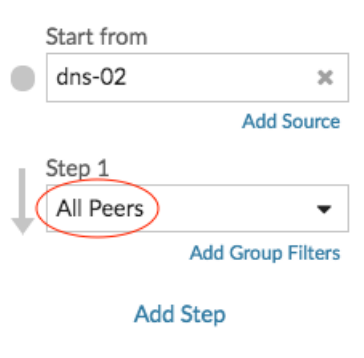 Start from
dns-02
Add Source
Step 1
All Peers
Add Group Filters
Add Step